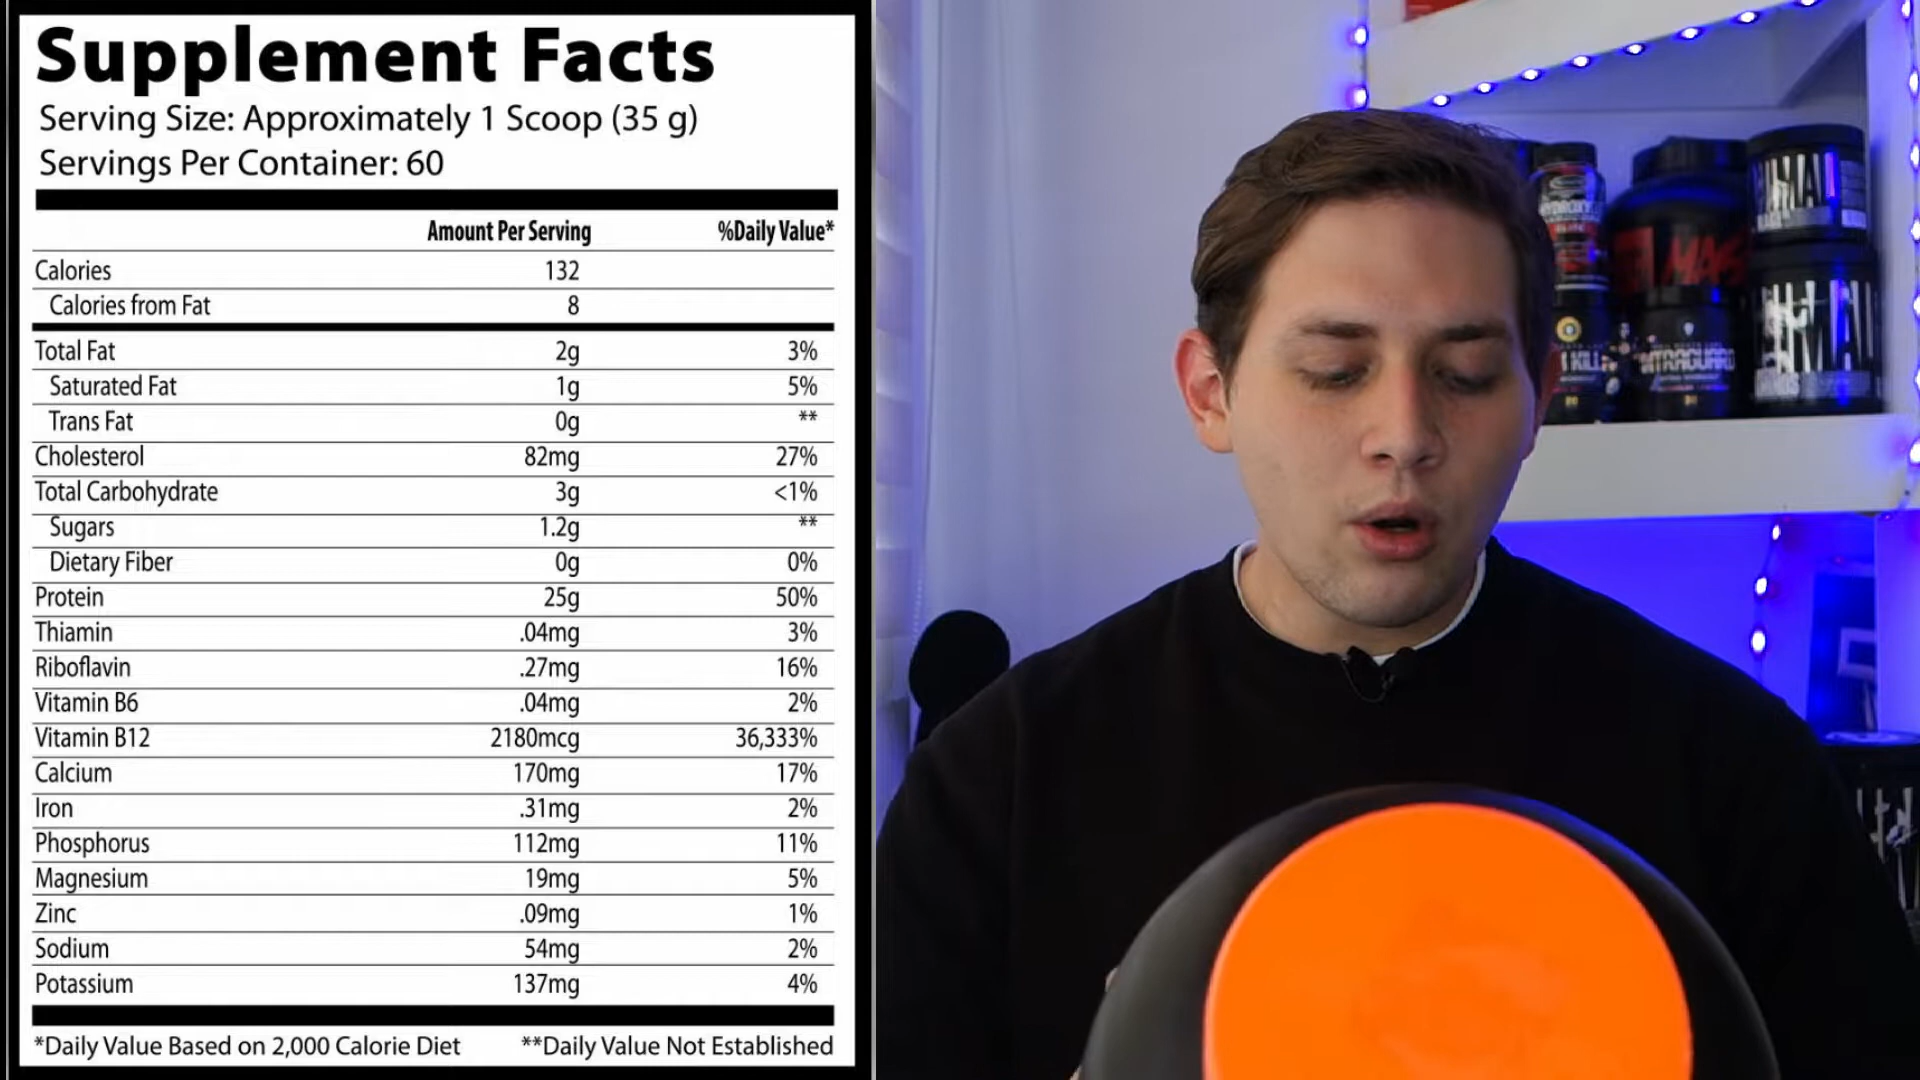 Supplement Facts
Serving Size: Approximately 1 Scoop (35 g)
Servings Per Container: 60
Amount Per Serving %Daily Value*
Calories 132
Calories from Fat 8
Total Fat 2g 3%
Saturated Fat 1g 5%
Trans Fat 0g **
Cholesterol 82mg 27%
Total Carbohydrate 3g <1%
Sugars 1.2g **
Dietary Fiber 0g 0%
Protein 25g 50%
Thiamin .04mg 3%
Riboflavin .27mg 16%
Vitamin B6 .04mg 2%
Vitamin B12 2180mcg 36,333%
Calcium 170mg 17%
Iron .31mg 2%
Phosphorus 112mg 11%
Magnesium 19mg 5%
Zinc .09mg 1%
Sodium 54mg 2%
Potassium 137mg 4%
*Daily Value Based on 2,000 Calorie Diet **Daily Value Not Established
KILL
INTRAGUARD